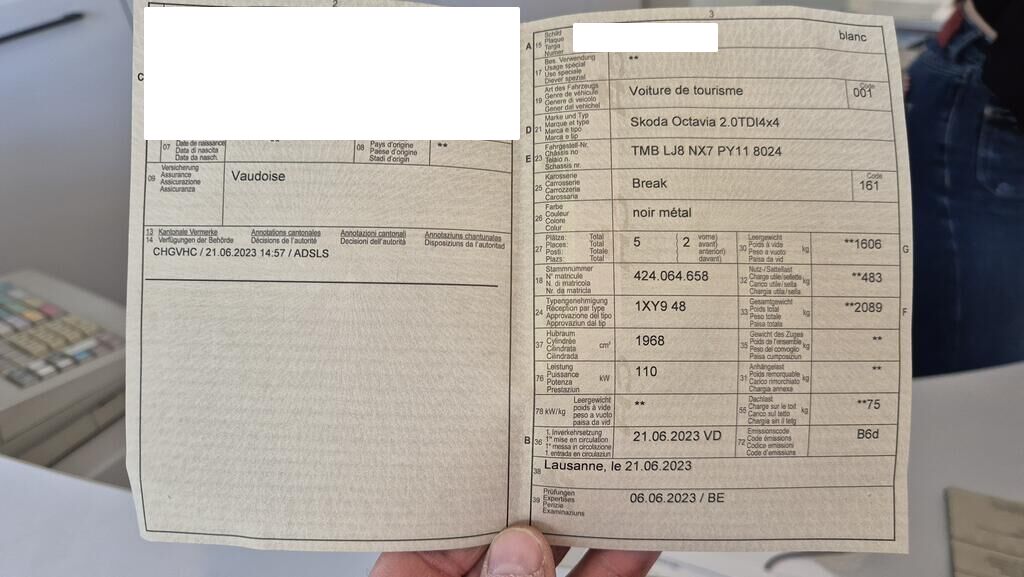 2
C
07 Date de naissance
Data di nascita
Data da nasch.
08 Pays d'origine
Paese d'origine
Stadi d'origin
**
09 Versicherung
Assurance
Assicurazione
Assicuranza
Vaudoise
13 Kantonale Vermerke Annotations cantonales Annotazioni cantonali Annotaziuns chantunalas
14 Verfügungen der Behörde Décisions de l'autorité Decisioni dell'autorità Disposiziuns da l'autoritad
CHGVHC / 21.06.2023 14:57 / ADSLS
3
A 15 Schild
Plaque
Targa
Numer
blanc
17 Bes. Verwendung
Usage spécial
Uso speciale
Diever spezial
**
19 Art des Fahrzeugs
Genre de véhicule
Genere di veicolo
Gener dal vehichel
Voiture de tourisme
Code
001
D 21 Marke und Typ
Marque et type
Marca e tipo
Marca e tip
Skoda Octavia 2.0TDI4x4
E 23 Fahrgestell-Nr.
Châssis no
Telaio n.
Schassis nr.
TMB LJ8 NX7 PY11 8024
25 Karosserie
Carrosserie
Carrozzeria
Carossaria
Break
Code
161
26 Farbe
Couleur
Colore
Colur
noir métal
27 Plätze: Total
Places: Total
Posti: Totale
Plazs: Total
5 ( 2 vorne)
avant)
anteriori)
davant)
30 Leergewicht
Poids à vide
Peso a vuoto
Paisa da vid
kg
**1606
G
18 Stammnummer
N° matricule
N. di matricola
Nr. da matricla
424.064.658
32 Nutz-/Sattellast
Charge utile/sellette
Carico utile/sella
Chargia utila/sella
kg
**483
24 Typengenehmigung
Réception par type
Approvazione del tipo
Approvaziun dal tip
1XY9 48
33 Gesamtgewicht
Poids total
Peso totale
Paisa totala
kg
**2089
F
37 Hubraum
Cylindrée
Cilindrata
Cilindrada
cm³
1968
35 Gewicht des Zuges
Poids de l'ensemble
Peso del convoglio
Paisa cumposiziun
kg
**
76 Leistung
Puissance
Potenza
Prestaziun
kW
110
31 Anhängelast
Poids remorquable
Carico rimorchiato
Chargia annexa
kg
**
78 kW/kg Leergewicht
poids à vide
peso a vuoto
paisa da vid
**
55 Dachlast
Charge sur le toit
Carico sul tetto
Chargia sin il tetg
kg
**75
B 36 1. Inverkehrsetzung
1re mise en circulation
1a messa in circolazione
1. entrada en circulaziun
21.06.2023 VD
72 Emissionscode
Code émissions
Codice emissioni
Code d'emissiuns
B6d
38 Lausanne, le 21.06.2023
39 Prüfungen
Expertises
Perizie
Examinaziuns
06.06.2023 / BE